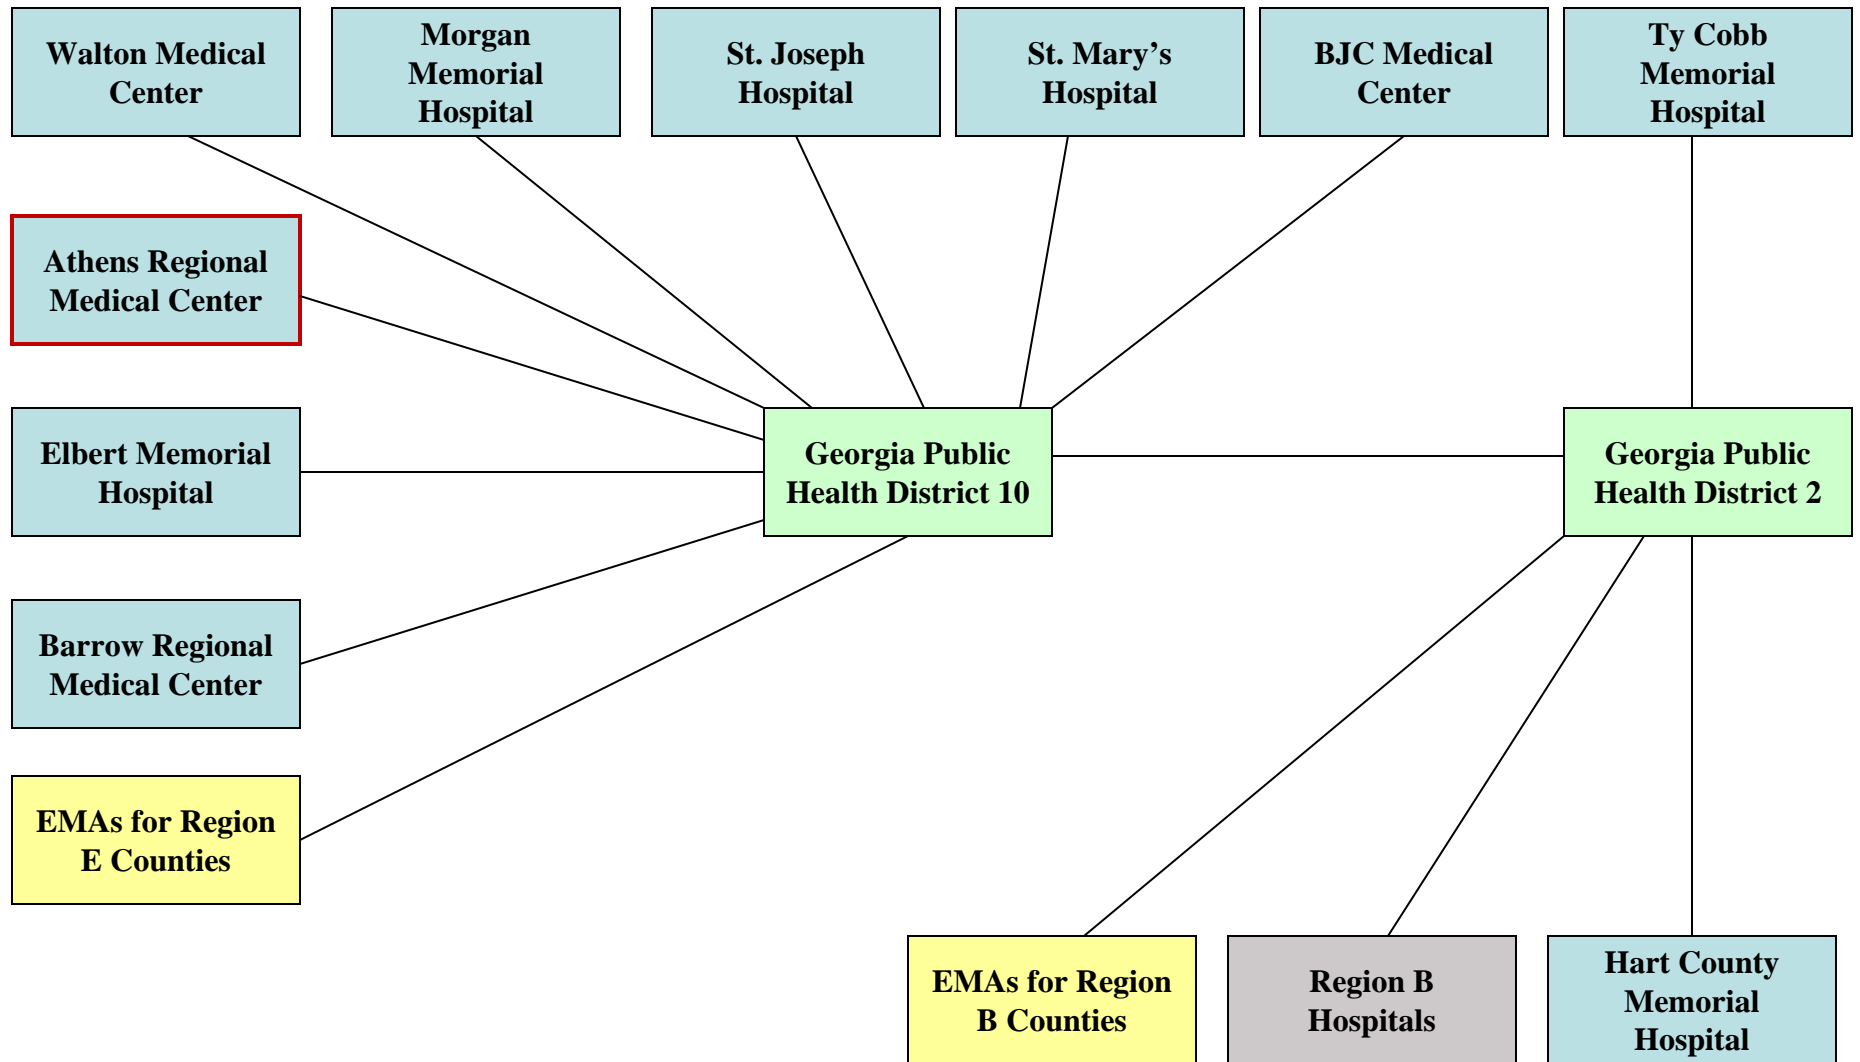 Walton Medical
Center
Morgan
Memorial
Hospital
St. Joseph
Hospital
St. Mary’s
Hospital
BJC Medical
Center
Ty Cobb
Memorial
Hospital
Athens Regional
Medical Center
Elbert Memorial
Hospital
Georgia Public
Health District 10
Georgia Public
Health District 2
Barrow Regional
Medical Center
EMAs for Region
E Counties
EMAs for Region
B Counties
Region B
Hospitals
Hart County
Memorial
Hospital